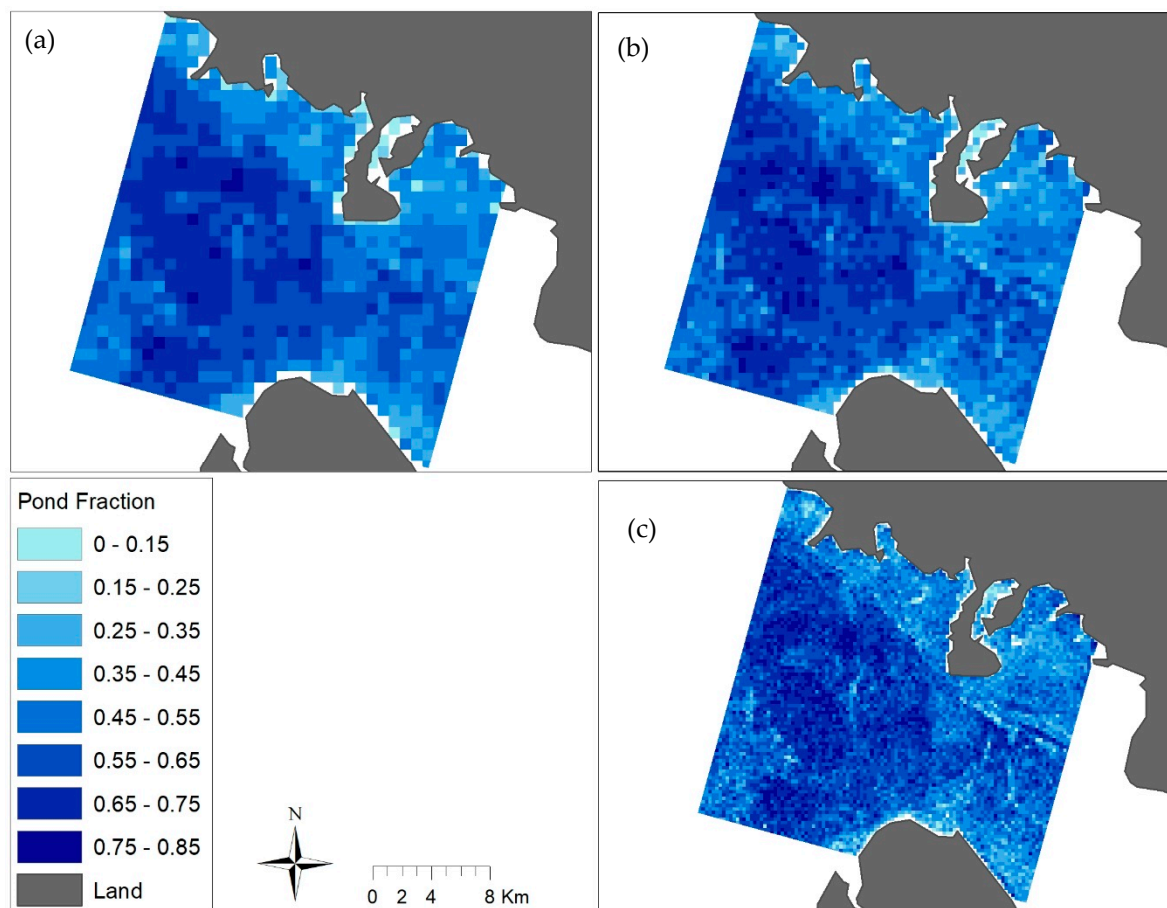 (a)
(b)
Pond Fraction
0 - 0.15
0.15 - 0.25
0.25 - 0.35
0.35 - 0.45
0.45 - 0.55
0.55 - 0.65
0.65 - 0.75
0.75 - 0.85
Land
N
0 2 4 8 Km
(c)